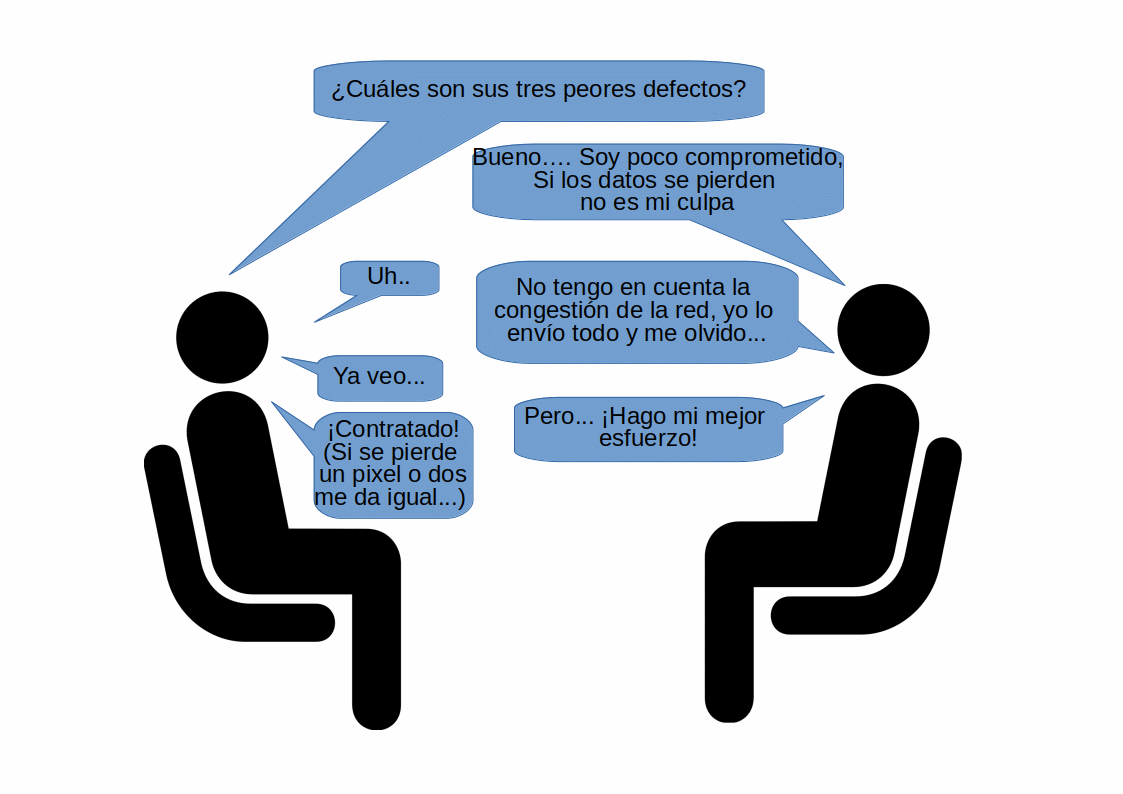 ¿Cuáles son sus tres peores defectos?
Bueno…. Soy poco comprometido,
Si los datos se pierden
no es mi culpa
Uh..
No tengo en cuenta la
congestión de la red, yo lo
envío todo y me olvido...
Ya veo...
Pero... ¡Hago mi mejor
esfuerzo!
¡Contratado!
(Si se pierde
un pixel o dos
me da igual...)